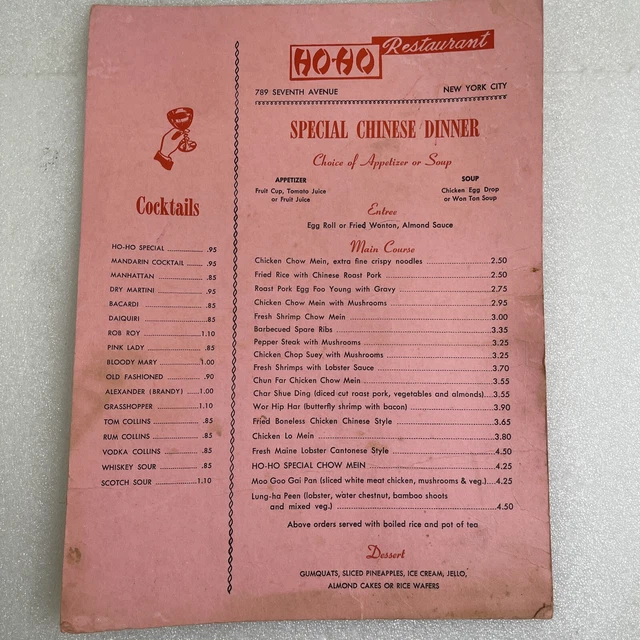 HO-HO Restaurant
789 SEVENTH AVENUE NEW YORK CITY
SPECIAL CHINESE DINNER
Choice of Appetizer or Soup
APPETIZER
Fruit Cup, Tomato Juice
or Fruit Juice
SOUP
Chicken Egg Drop
or Won Ton Soup
Entree
Egg Roll or Fried Wonton, Almond Sauce
Main Course
Chicken Chow Mein, extra fine crispy noodles 2.50
Fried Rice with Chinese Roast Pork 2.50
Roast Pork Egg Foo Young with Gravy 2.75
Chicken Chow Mein with Mushrooms 2.95
Fresh Shrimp Chow Mein 3.00
Barbecued Spare Ribs 3.35
Pepper Steak with Mushrooms 3.25
Chicken Chop Suey with Mushrooms 3.25
Fresh Shrimps with Lobster Sauce 3.70
Chun Far Chicken Chow Mein 3.55
Char Shue Ding (diced cut roast pork, vegetables and almonds) 3.55
Wor Hip Har (butterfly shrimp with bacon) 3.90
Fried Boneless Chicken Chinese Style 3.65
Chicken Lo Mein 3.80
Fresh Maine Lobster Cantonese Style 4.50
HO-HO SPECIAL CHOW MEIN 4.25
Moo Goo Gai Pan (sliced white meat chicken, mushrooms & veg.) 4.25
Lung-ha Peen (lobster, water chestnut, bamboo shoots
and mixed veg.) 4.50
Above orders served with boiled rice and pot of tea
Dessert
GUMQUATS, SLICED PINEAPPLES, ICE CREAM, JELLO,
ALMOND CAKES OR RICE WAFERS
Cocktails
HO-HO SPECIAL .95
MANDARIN COCKTAIL .95
MANHATTAN .85
DRY MARTINI .95
BACARDI .85
DAIQUIRI .85
ROB ROY 1.10
PINK LADY .85
BLOODY MARY 1.00
OLD FASHIONED .90
ALEXANDER (BRANDY) 1.00
GRASSHOPPER 1.10
TOM COLLINS .85
RUM COLLINS .85
VODKA COLLINS .85
WHISKEY SOUR .85
SCOTCH SOUR 1.10